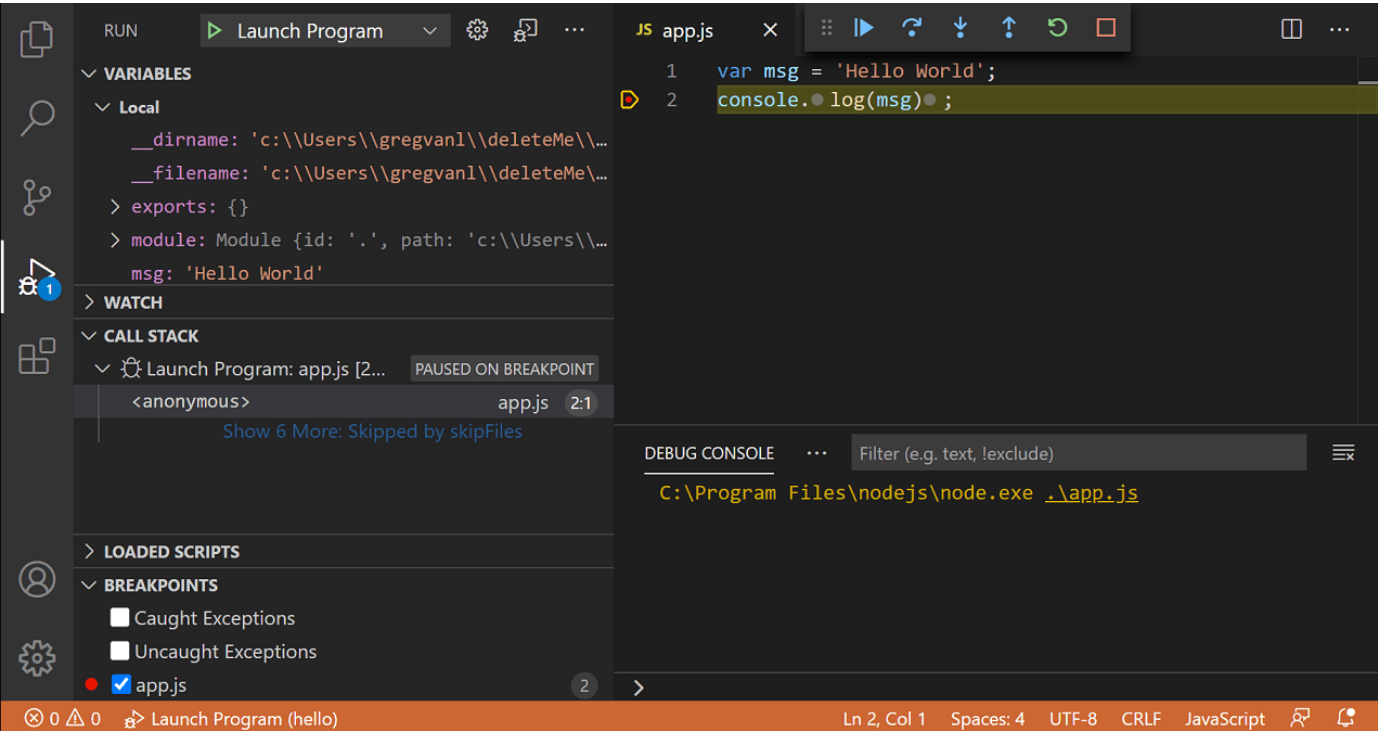 RUN Launch Program ...
VARIABLES
Local
__dirname: 'c:\\Users\\gregvanl\\deleteMe\\…
__filename: 'c:\\Users\\gregvanl\\deleteMe\…
exports: {}
module: Module {id: '.', path: 'c:\\Users\\…
msg: 'Hello World'
WATCH
CALL STACK
Launch Program: app.js [2... PAUSED ON BREAKPOINT
<anonymous> app.js 2:1
Show 6 More: Skipped by skipFiles
LOADED SCRIPTS
BREAKPOINTS
Caught Exceptions
Uncaught Exceptions
app.js 2
1
JS app.js
1 var msg = 'Hello World';
2 console.log(msg) ;
DEBUG CONSOLE ... Filter (e.g. text, !exclude)
C:\Program Files\nodejs\node.exe .\app.js
0 0 Launch Program (hello) Ln 2, Col 1 Spaces: 4 UTF-8 CRLF JavaScript